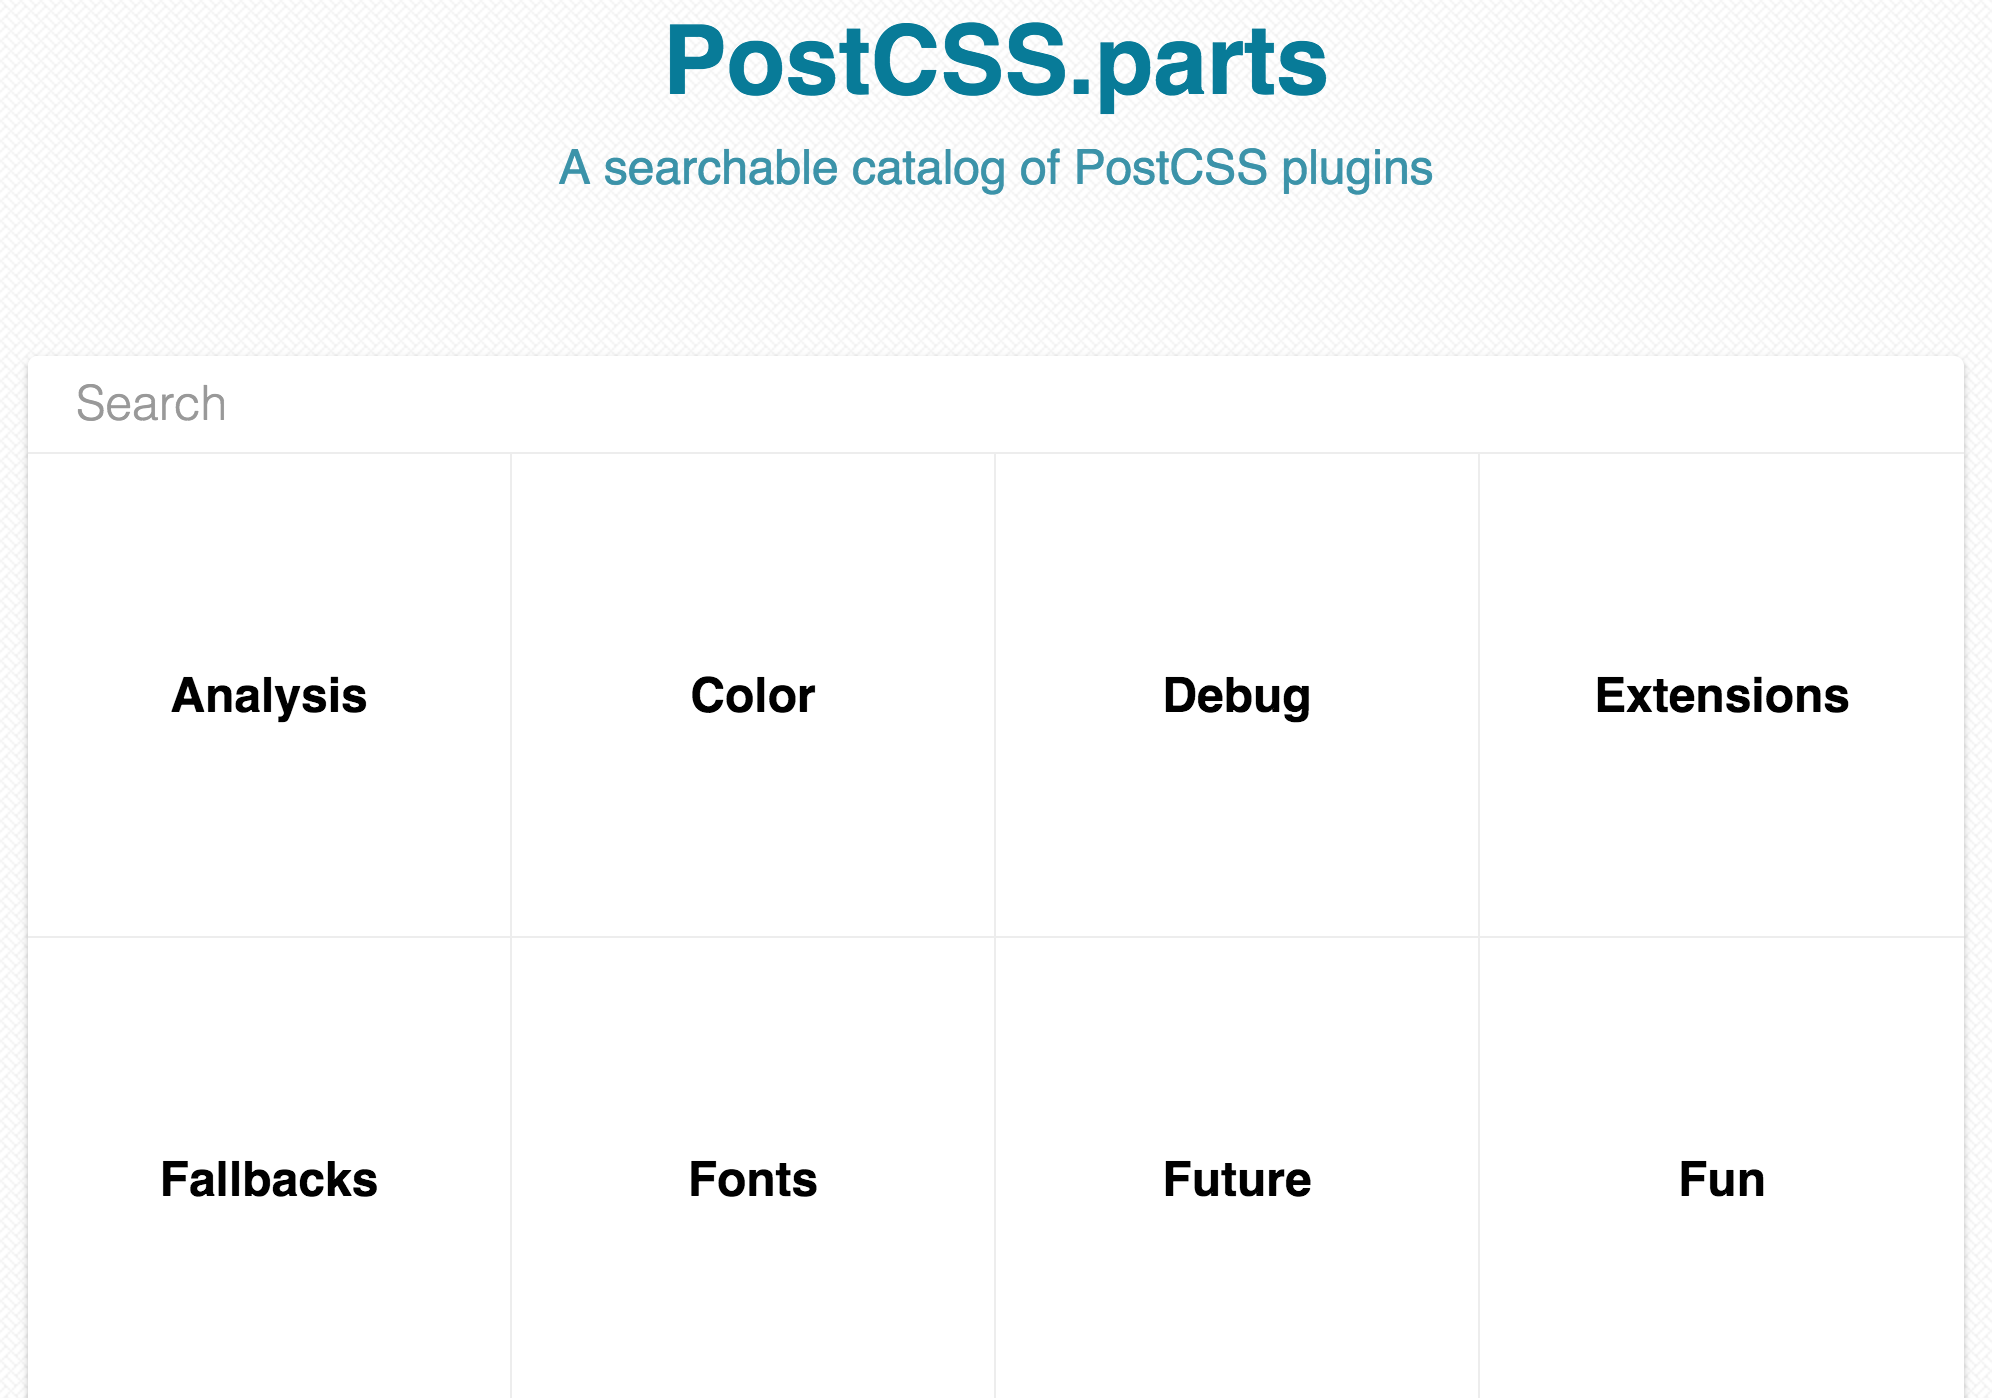 PostCSS.parts
A searchable catalog of PostCSS plugins
Search
Analysis
Color
Debug
Extensions
Fallbacks
Fonts
Future
Fun